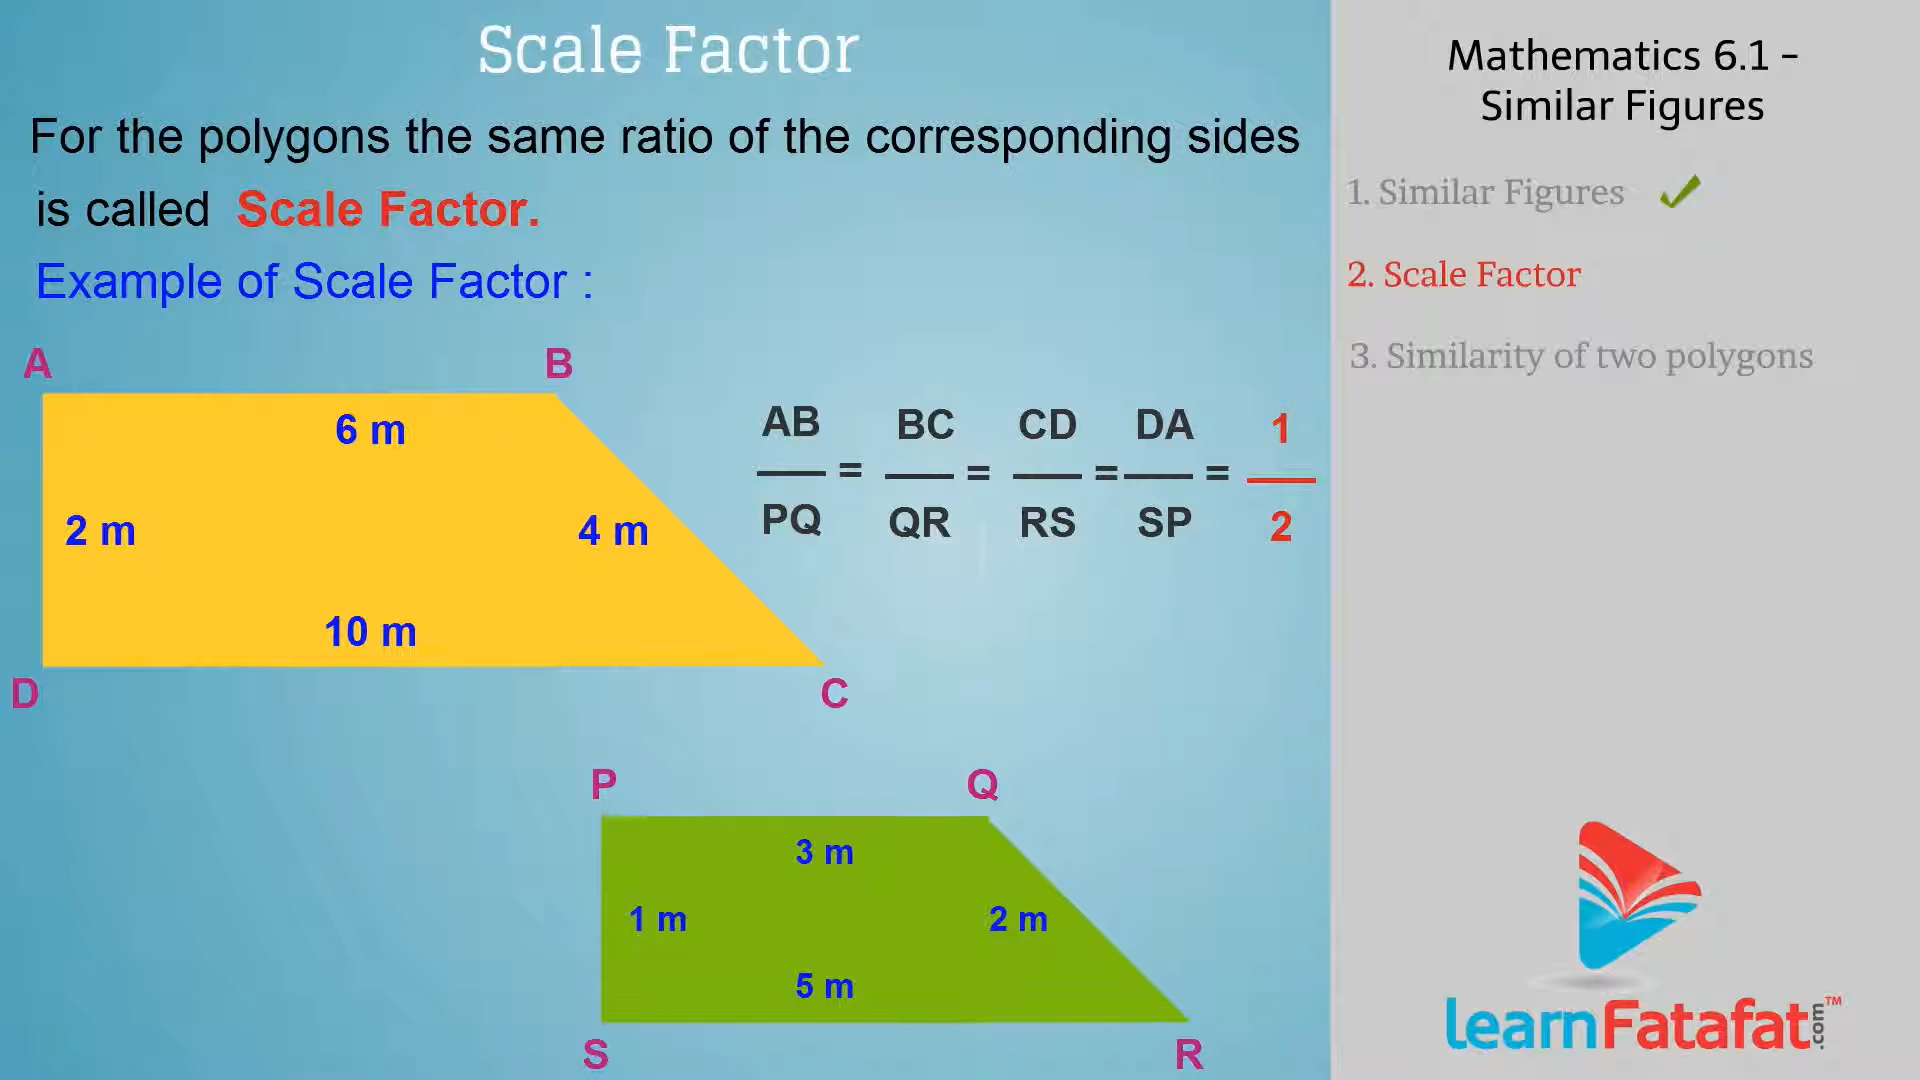 Scale Factor
For the polygons the same ratio of the corresponding sides
is called Scale Factor.
Example of Scale Factor :
A B
6 m
2 m 4 m
10 m
D C
AB BC CD DA 1
= = = =
PQ QR RS SP 2
P Q
3 m
1 m 2 m
5 m
S R
Mathematics 6.1 –
Similar Figures
1. Similar Figures
2. Scale Factor
3. Similarity of two polygons
learnFatafat.com™